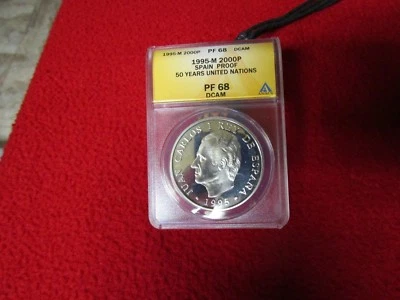 1995-M 2000P PF 68 DCAM
1995-M 2000P
SPAIN PROOF
50 YEARS UNITED NATIONS
PF 68
DCAM
JUAN CARLOS I REY DE ESPAÑA
1995